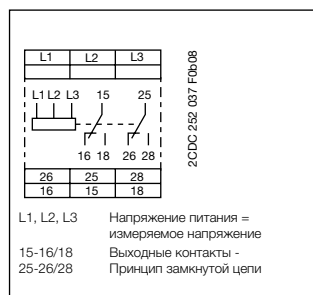 L1 L2 L3
L1 L2 L3 15 25
16 18 26 28
26 25 28
16 15 18
2CDC 252 037 F0b08
L1, L2, L3 Напряжение питания =
измеряемое напряжение
15-16/18 Выходные контакты -
25-26/28 Принцип замкнутой цепи